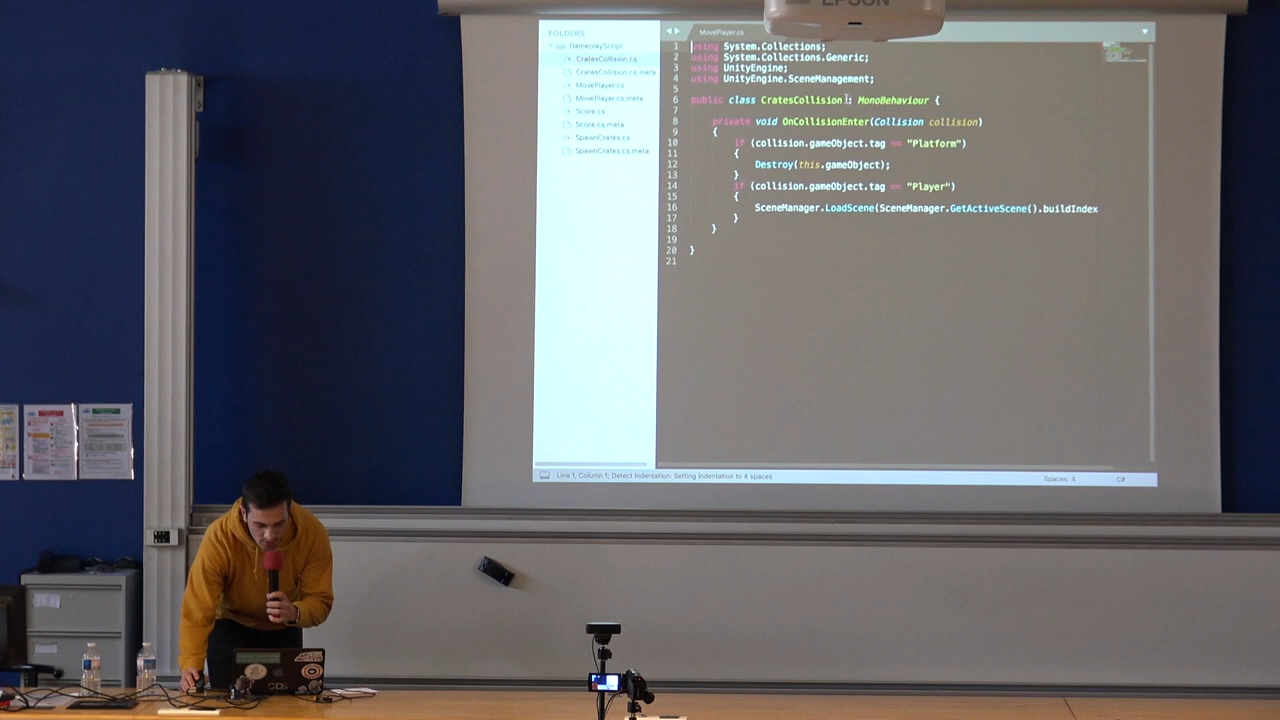 EPSON
FOLDERS
GameplayScript
CratesCollision.cs
CratesCollision.cs.meta
MovePlayer.cs
MovePlayer.cs.meta
Score.cs
Score.cs.meta
SpawnCrates.cs
SpawnCrates.cs.meta
MovePlayer.cs
1 using System.Collections;
2 using System.Collections.Generic;
3 using UnityEngine;
4 using UnityEngine.SceneManagement;
5
6 public class CratesCollision : MonoBehaviour {
7
8 private void OnCollisionEnter(Collision collision)
9 {
10 if (collision.gameObject.tag == "Platform")
11 {
12 Destroy(this.gameObject);
13 }
14 if (collision.gameObject.tag == "Player")
15 {
16 SceneManager.LoadScene(SceneManager.GetActiveScene().buildIndex
17 }
18 }
19
20 }
21
Line 1, Column 1; Detect Indentation: Setting indentation to 4 spaces
Spaces: 4
C#